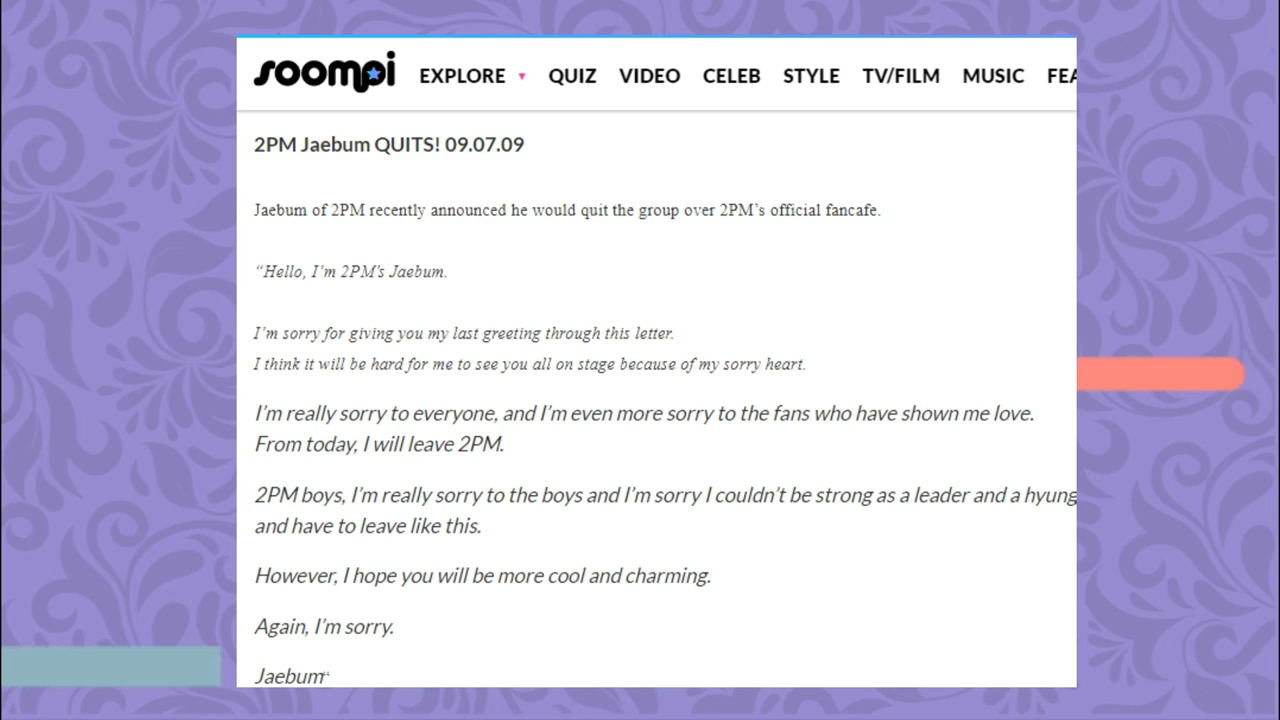 soompi EXPLORE QUIZ VIDEO CELEB STYLE TV/FILM MUSIC FEA
2PM Jaebum QUITS! 09.07.09
Jaebum of 2PM recently announced he would quit the group over 2PM’s official fancafe.
“Hello, I’m 2PM’s Jaebum.
I’m sorry for giving you my last greeting through this letter.
I think it will be hard for me to see you all on stage because of my sorry heart.
I’m really sorry to everyone, and I’m even more sorry to the fans who have shown me love.
From today, I will leave 2PM.
2PM boys, I’m really sorry to the boys and I’m sorry I couldn’t be strong as a leader and a hyung
and have to leave like this.
However, I hope you will be more cool and charming.
Again, I’m sorry.
Jaebum“